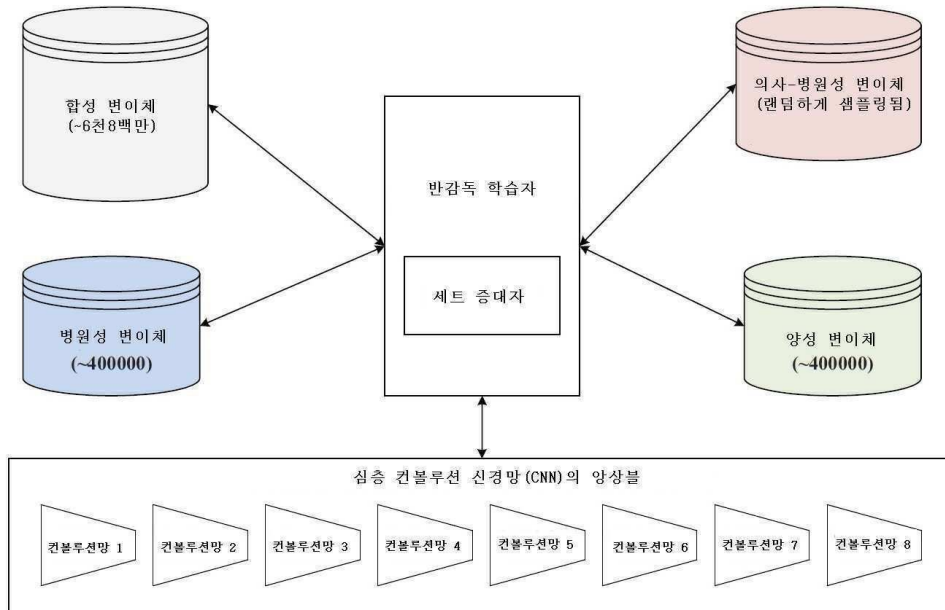 합성 변이체
(~6천8백만)
의사-병원성 변이체
(랜덤하게 샘플링됨)
반감독 학습자
세트 증대자
병원성 변이체
(~400000)
양성 변이체
(~400000)
심층 컨볼루션 신경망(CNN)의 앙상블
컨볼루션망 1
컨볼루션망 2
컨볼루션망 3
컨볼루션망 4
컨볼루션망 5
컨볼루션망 6
컨볼루션망 7
컨볼루션망 8